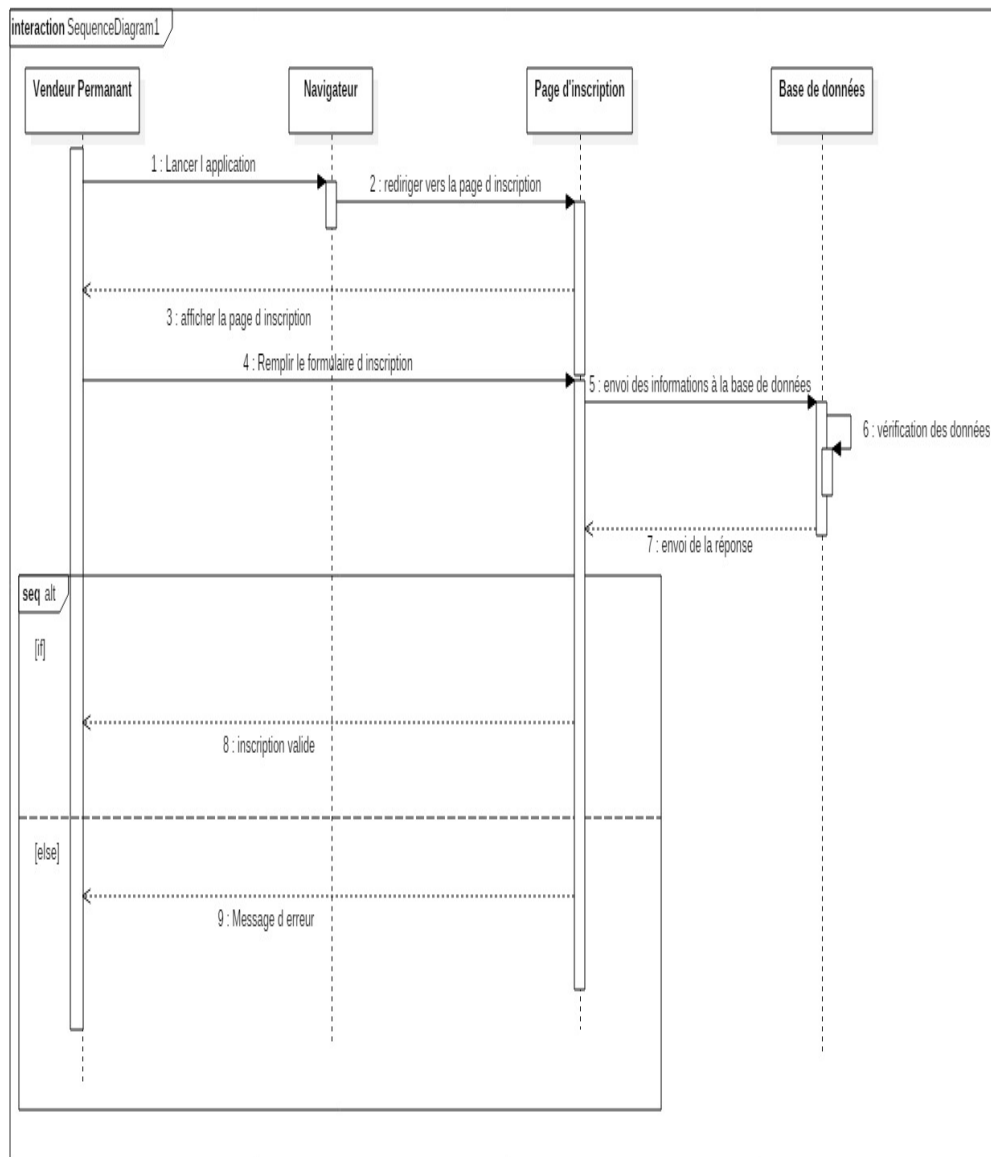 interaction SequenceDiagram1
Vendeur Permanant
Navigateur
Page d'inscription
Base de données
1 : Lancer l application
2 : rediriger vers la page d inscription
3 : afficher la page d inscription
4 : Remplir le formulaire d inscription
5 : envoi des informations à la base de données
6 : vérification des données
7 : envoi de la réponse
seq alt
[if]
8 : inscription valide
[else]
9 : Message d erreur